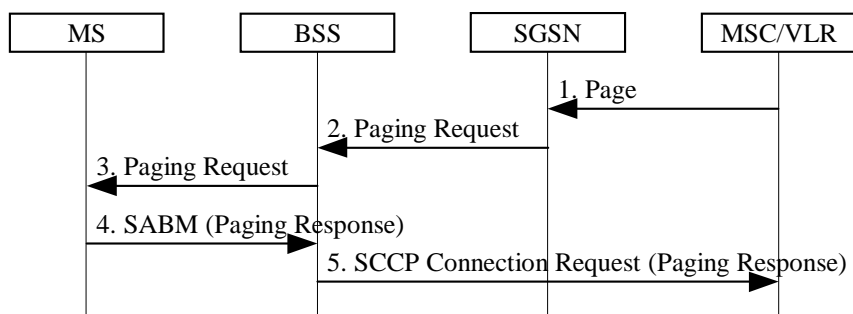 MS BSS SGSN MSC/VLR
1. Page
2. Paging Request
3. Paging Request
4. SABM (Paging Response)
5. SCCP Connection Request (Paging Response)